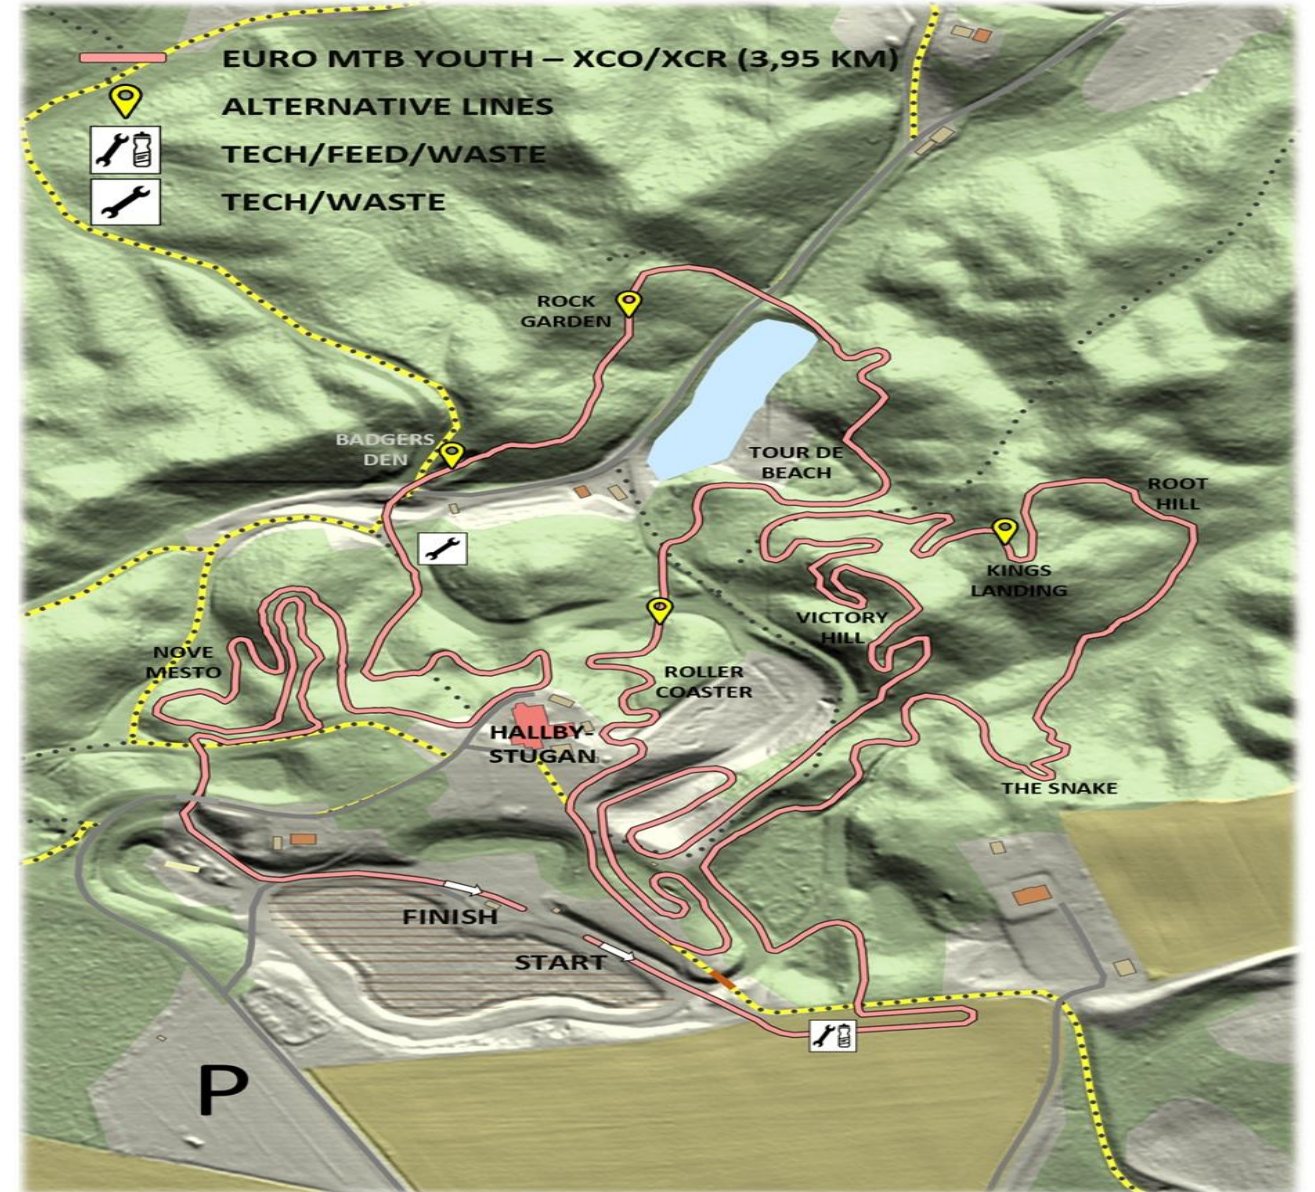 EURO MTB YOUTH – XCO/XCR (3,95 KM)
ALTERNATIVE LINES
TECH/FEED/WASTE
TECH/WASTE
ROCK
GARDEN
BADGERS
DEN
TOUR DE
BEACH
ROOT
HILL
KINGS
LANDING
VICTORY
HILL
NOVE
MESTO
ROLLER
COASTER
HALLBY-
STUGAN
THE SNAKE
FINISH
START
P